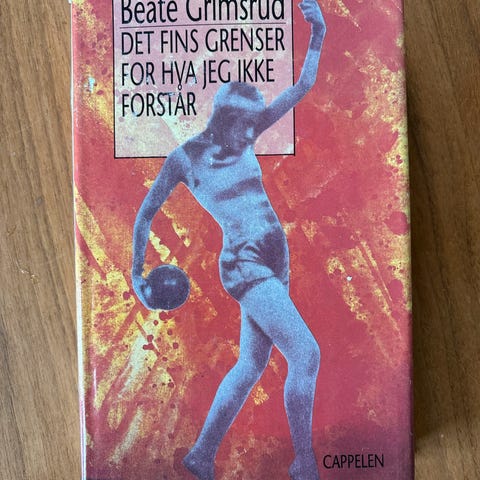 Beate Grimsrud
DET FINS GRENSER
FOR HVA JEG IKKE
FORSTÅR
CAPPELEN